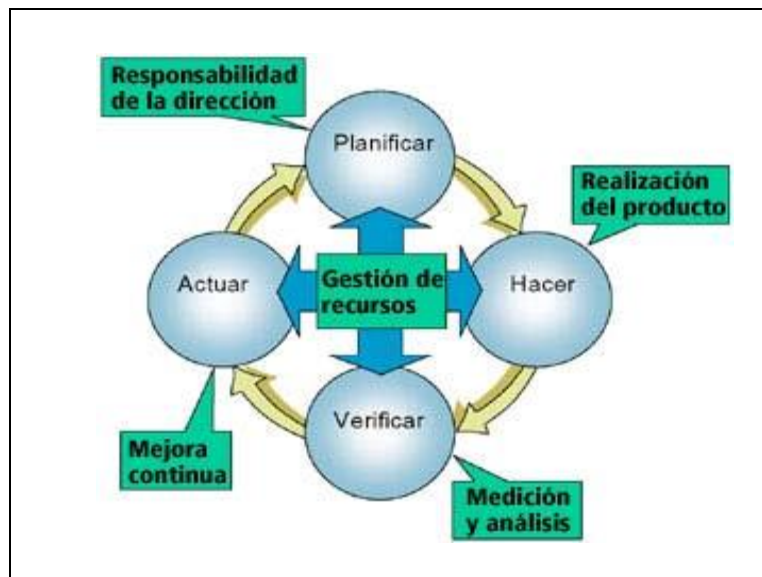 Responsabilidad
de la dirección
Planificar
Realización
del producto
Actuar
Gestión de
recursos
Hacer
Verificar
Mejora
continua
Medición
y análisis